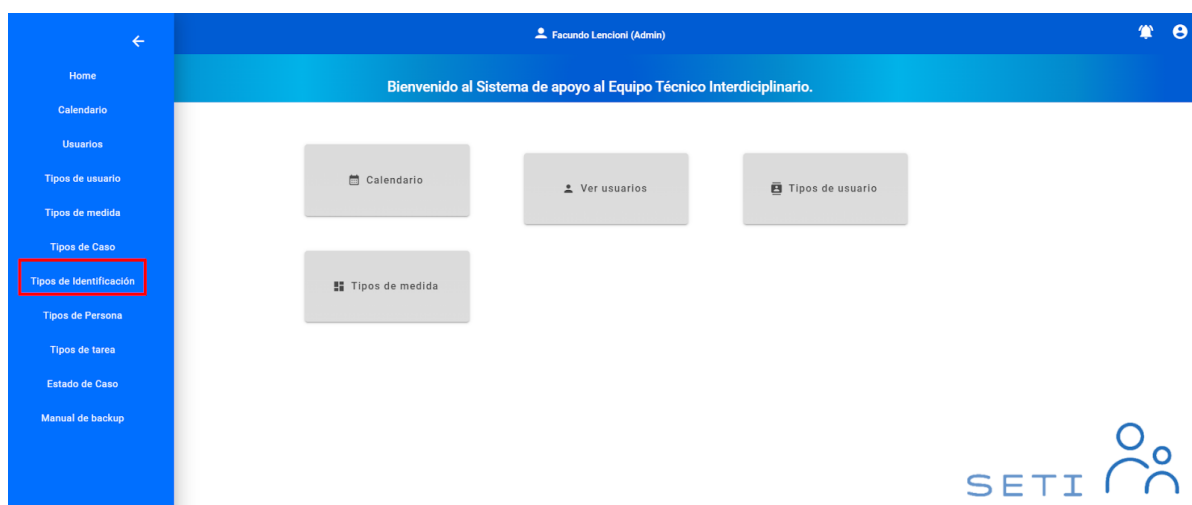 Facundo Lencioni (Admin)
Bienvenido al Sistema de apoyo al Equipo Técnico Interdiciplinario.
Home
Calendario
Usuarios
Tipos de usuario
Tipos de medida
Tipos de Caso
Tipos de Identificación
Tipos de Persona
Tipos de tarea
Estado de Caso
Manual de backup
Calendario
Ver usuarios
Tipos de usuario
Tipos de medida
SETI